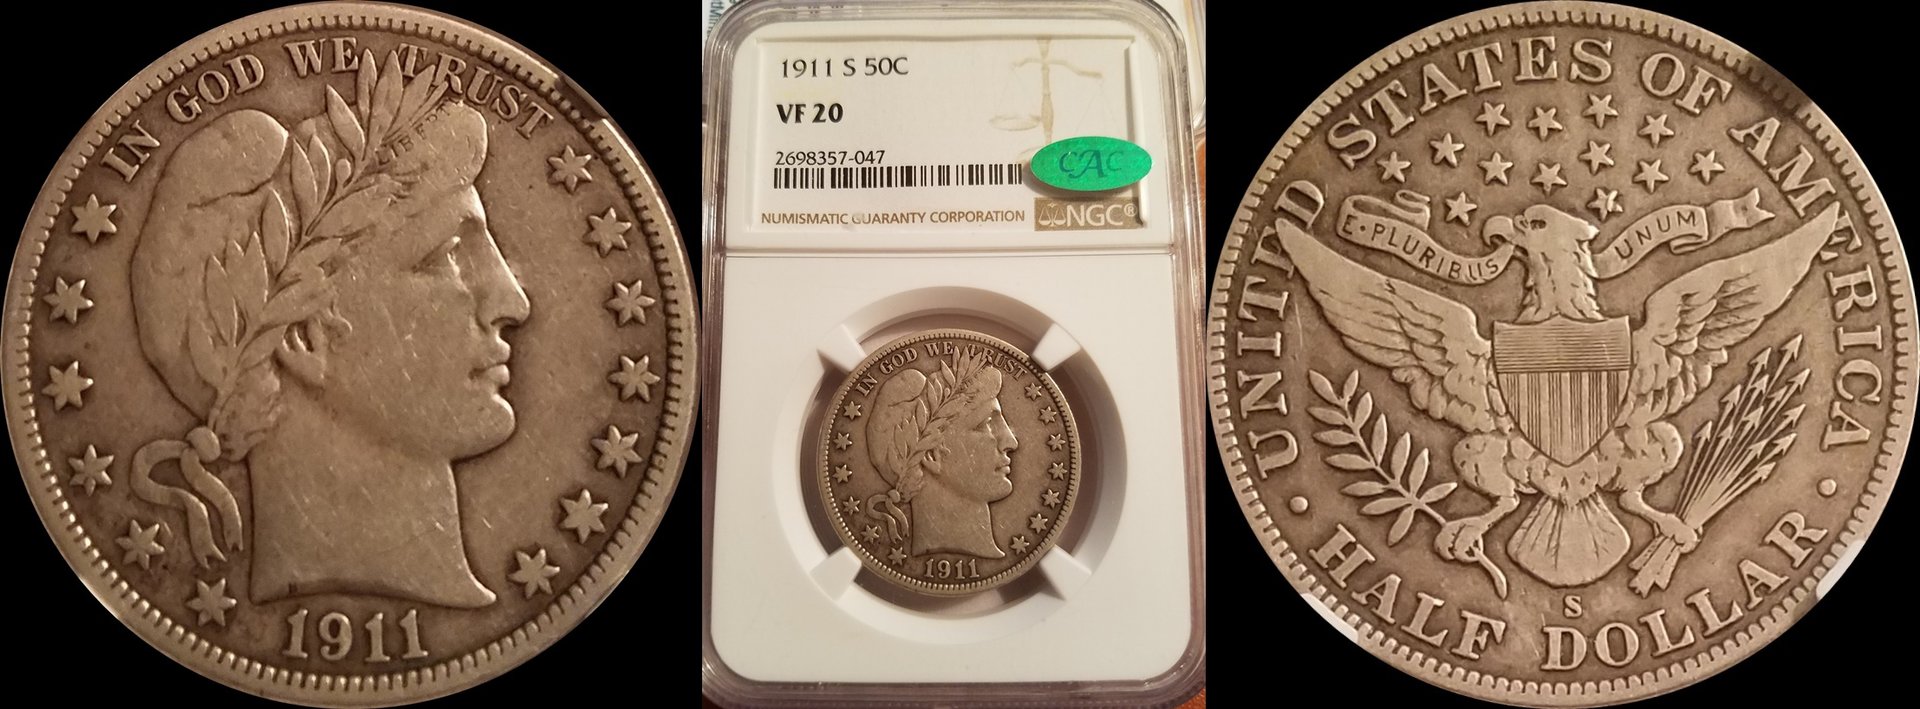 IN GOD WE TRUST
LIBERTY
1911
1911 S 50C
VF 20
2698357-047
CAC
NUMISMATIC GUARANTY CORPORATION
NGC®
IN GOD WE TRUST
1911
UNITED STATES OF AMERICA
E·PLURIBUS UNUM
S
HALF DOLLAR